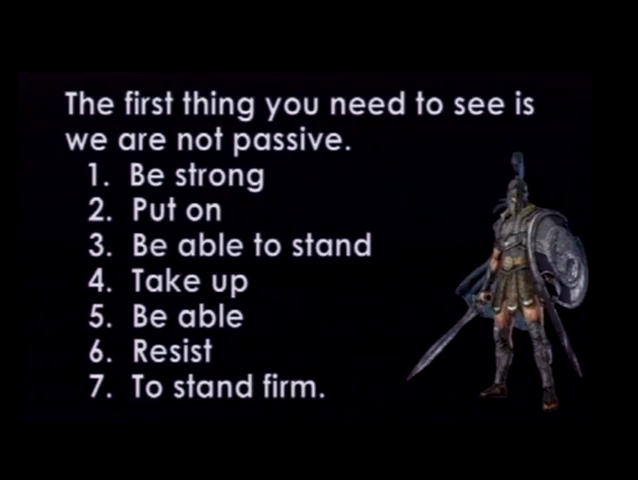 The first thing you need to see is
we are not passive.
1. Be strong
2. Put on
3. Be able to stand
4. Take up
5. Be able
6. Resist
7. To stand firm.